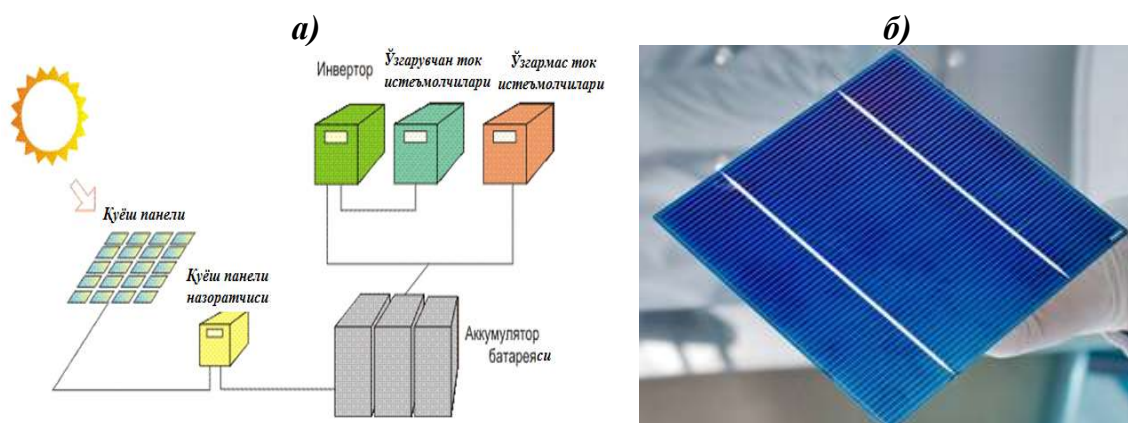 а)
б)
Инвертор
Ўзгарувчан ток
истеъмолчилари
Ўзгармас ток
истеъмолчилари
Қуёш панели
Қуёш панели
назоратчиси
Аккумулятор
батареяси